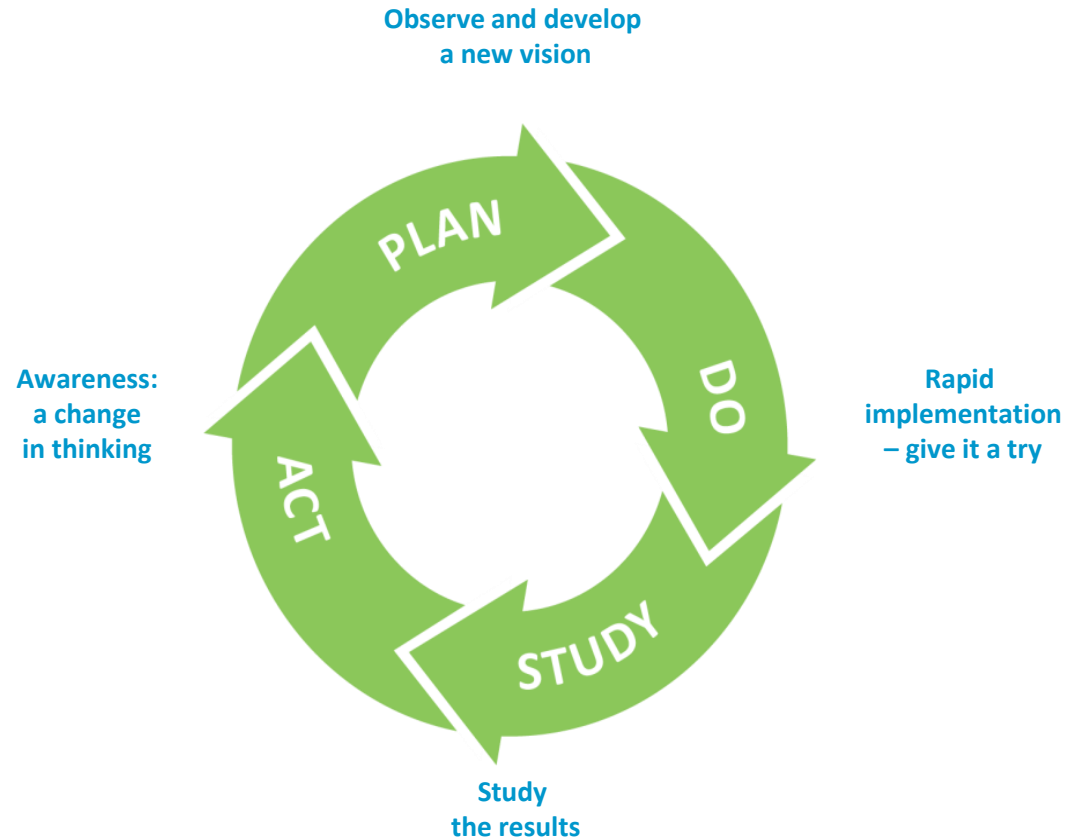 Observe and develop
a new vision
PLAN
DO
Rapid
implementation
– give it a try
STUDY
Study
the results
ACT
Awareness:
a change
in thinking